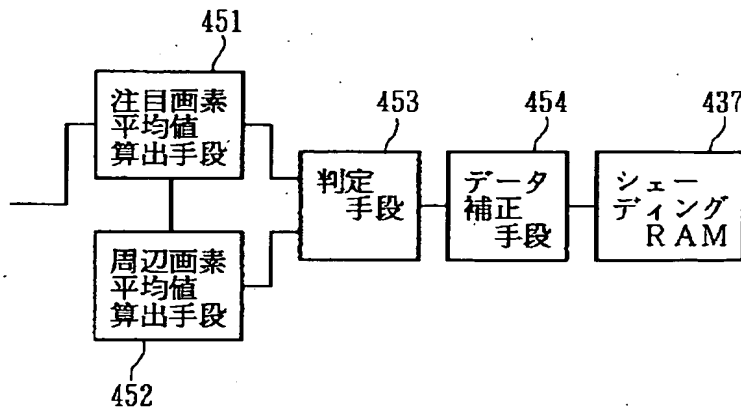 451
注目画素
平均値
算出手段
453
判定
手段
454
データ
補正
手段
437
シェー
ディング
RAM
周辺画素
平均値
算出手段
452